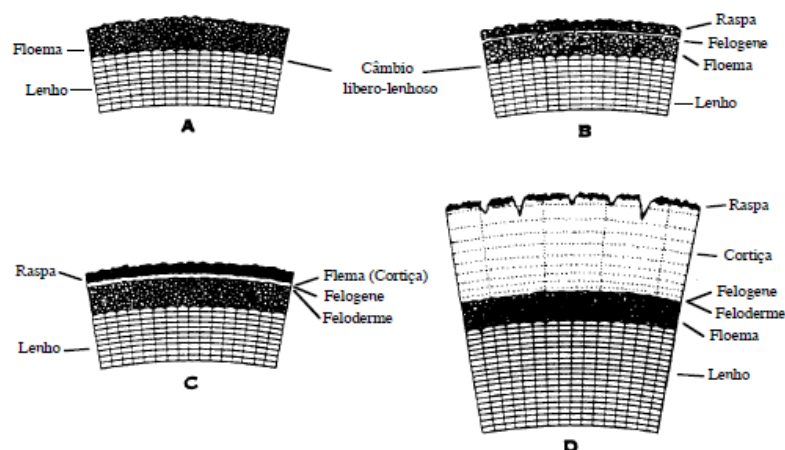 Floema
Lenho
A
Câmbio
libero-lenhoso
Raspa
Felogene
Floema
Lenho
B
Raspa
Lenho
Flema (Cortiça)
Felogene
Feloderme
C
Raspa
Cortiça
Felogene
Feloderme
Floema
Lenho
D